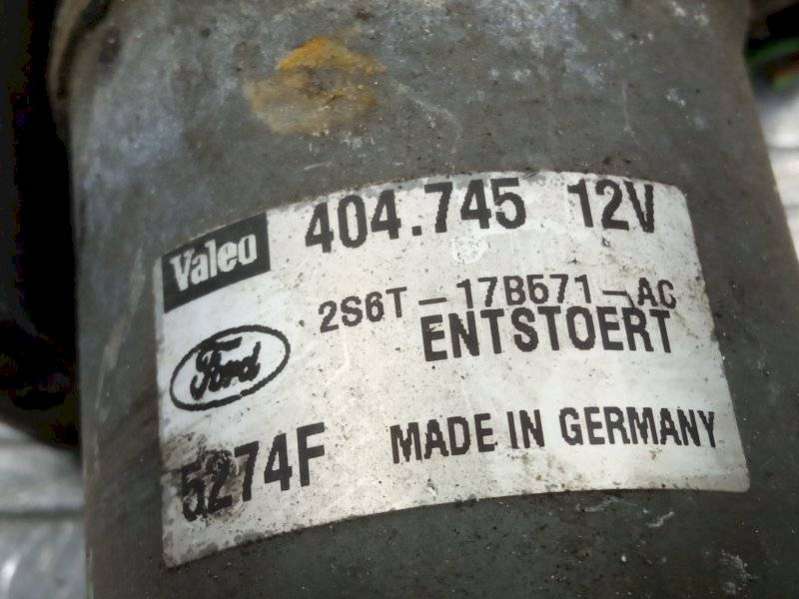 Valeo 404.745 12V
2S6T-17B571-AC
ENTSTOERT
Ford
5274F MADE IN GERMANY